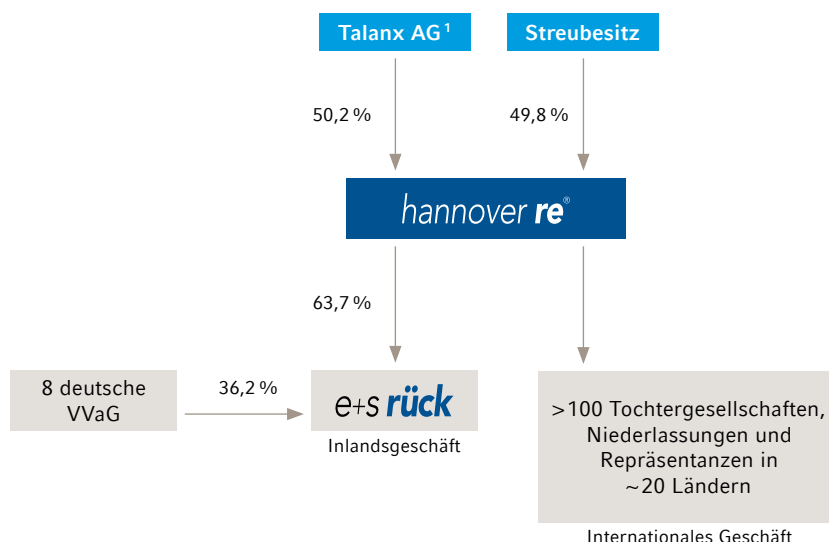 Talanx AG¹
Streubesitz
50,2 %
49,8 %
hannover re®
63,7 %
8 deutsche
VVaG
36,2 %
e+s rück
Inlandsgeschäft
>100 Tochtergesellschaften,
Niederlassungen und
Repräsentanzen in
~20 Ländern
Internationales Geschäft